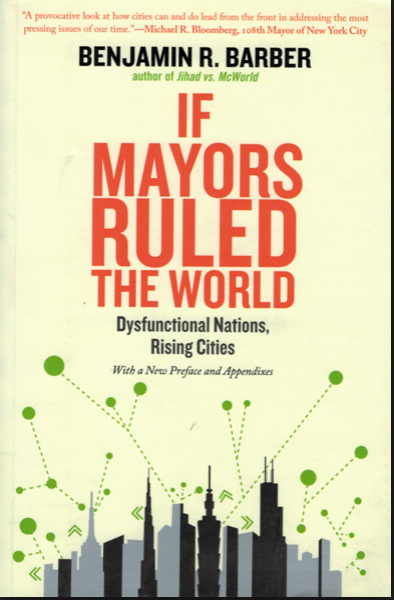 “A provocative look at how cities can and do lead from the front in addressing the most
pressing issues of our time.”—Michael R. Bloomberg, 108th Mayor of New York City
BENJAMIN R. BARBER
author of Jihad vs. McWorld
IF
MAYORS
RULED
THE WORLD
Dysfunctional Nations,
Rising Cities
With a New Preface and Appendixes